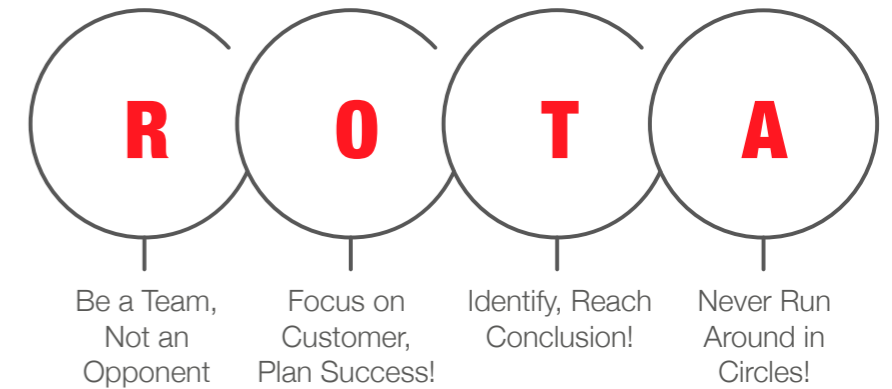 R O T A
Be a Team,
Not an
Opponent
Focus on
Customer,
Plan Success!
Identify, Reach
Conclusion!
Never Run
Around in
Circles!